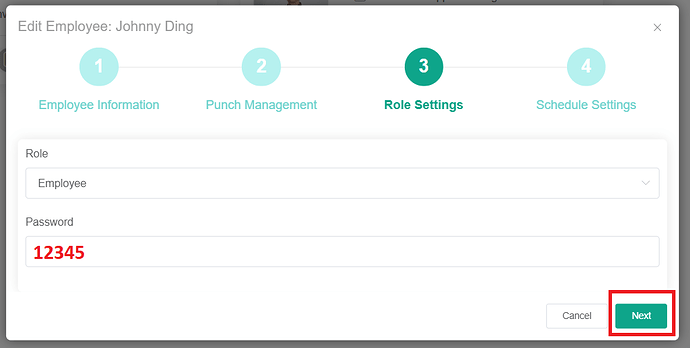 Edit Employee: Johnny Ding
1 2 3 4
Employee Information Punch Management Role Settings Schedule Settings
Role
Employee
Password
12345
Cancel Next